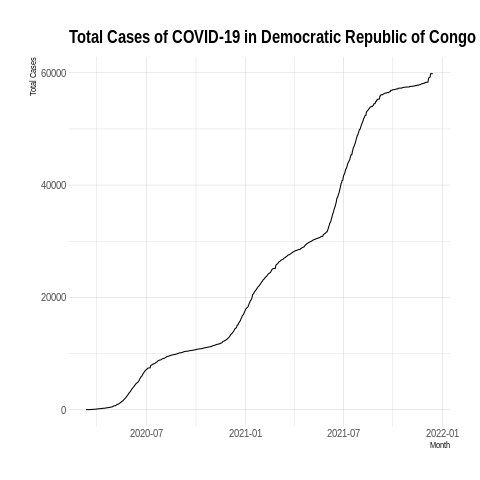 Total Cases of COVID-19 in Democratic Republic of Congo
Total Cases
60000
40000
20000
0
2020-07
2021-01
2021-07
2022-01
Month